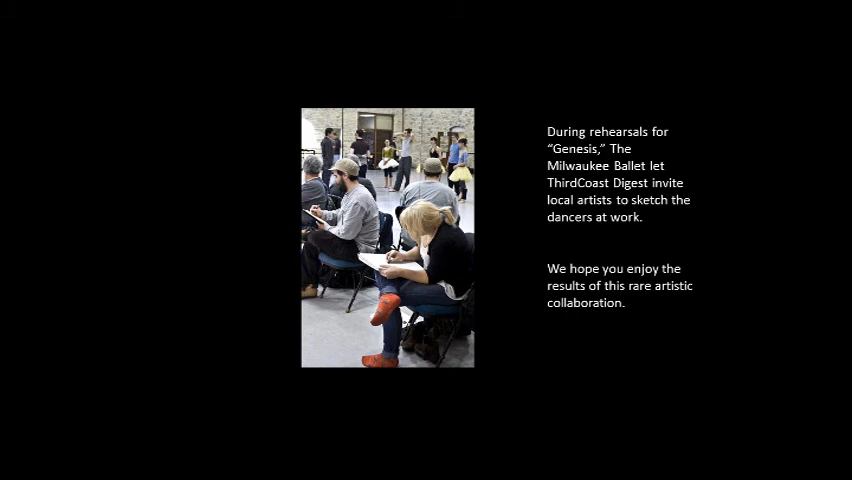 During rehearsals for
“Genesis,” The
Milwaukee Ballet let
ThirdCoast Digest invite
local artists to sketch the
dancers at work.
We hope you enjoy the
results of this rare artistic
collaboration.